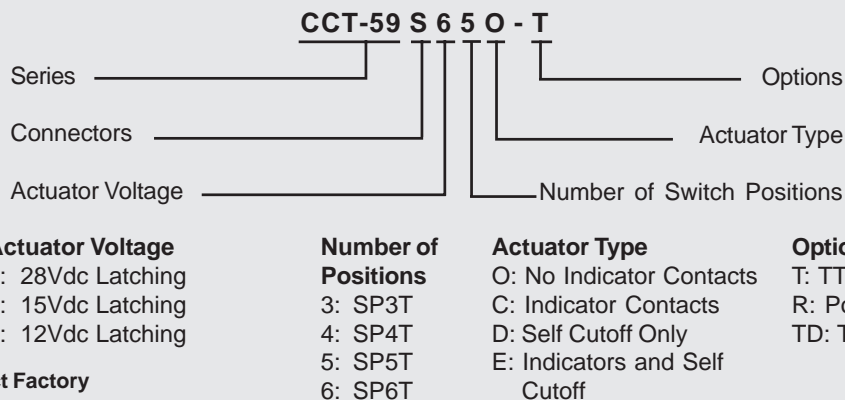 CCT-59 S 6 5 O - T
Series
Options
Connectors
Actuator Type
Actuator Voltage
Number of Switch Positions
Actuator Voltage
: 28Vdc Latching
: 15Vdc Latching
: 12Vdc Latching
Factory
Number of
Positions
3: SP3T
4: SP4T
5: SP5T
6: SP6T
Actuator Type
O: No Indicator Contacts
C: Indicator Contacts
D: Self Cutoff Only
E: Indicators and Self
Cutoff
T:
R:
TD: